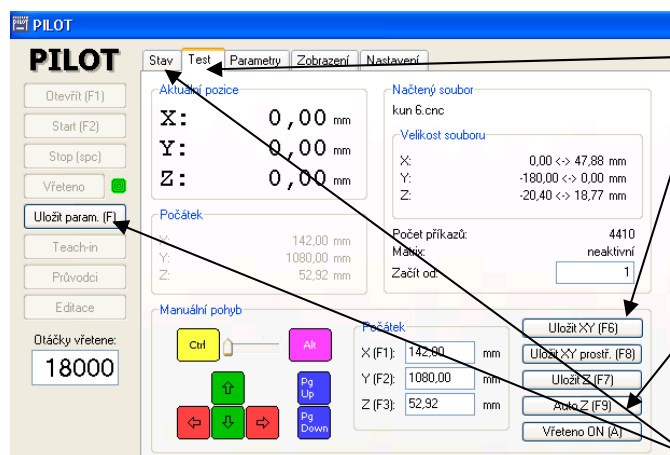 PILOT
PILOT
Otevřít (F1)
Start (F2)
Stop (spc)
Vřeteno
Uložit param. (F)
Teach-in
Průvodci
Editace
Otáčky vřetene:
18000
Stav Test Parametry Zobrazení Nastavení
Aktuální pozice
X: 0,00 mm
Y: 0,00 mm
Z: 0,00 mm
Počátek
X: 142,00 mm
Y: 1080,00 mm
Z: 52,92 mm
Načtený soubor
kun 6.cnc
Velikost souboru
X: 0,00 <-> 47,88 mm
Y: -180,00 <-> 0,00 mm
Z: -20,40 <-> 18,77 mm
Počet příkazů: 4410
Matrix: neaktivní
Začít od: 1
Manuální pohyb
Ctrl
Alt
Pg Up
Pg Down
Počátek
X (F1): 142,00 mm
Y (F2): 1080,00 mm
Z (F3): 52,92 mm
Uložit XY (F6)
Uložit XY prostř. (F8)
Uložit Z (F7)
Auto Z (F9)
Vřeteno ON (A)